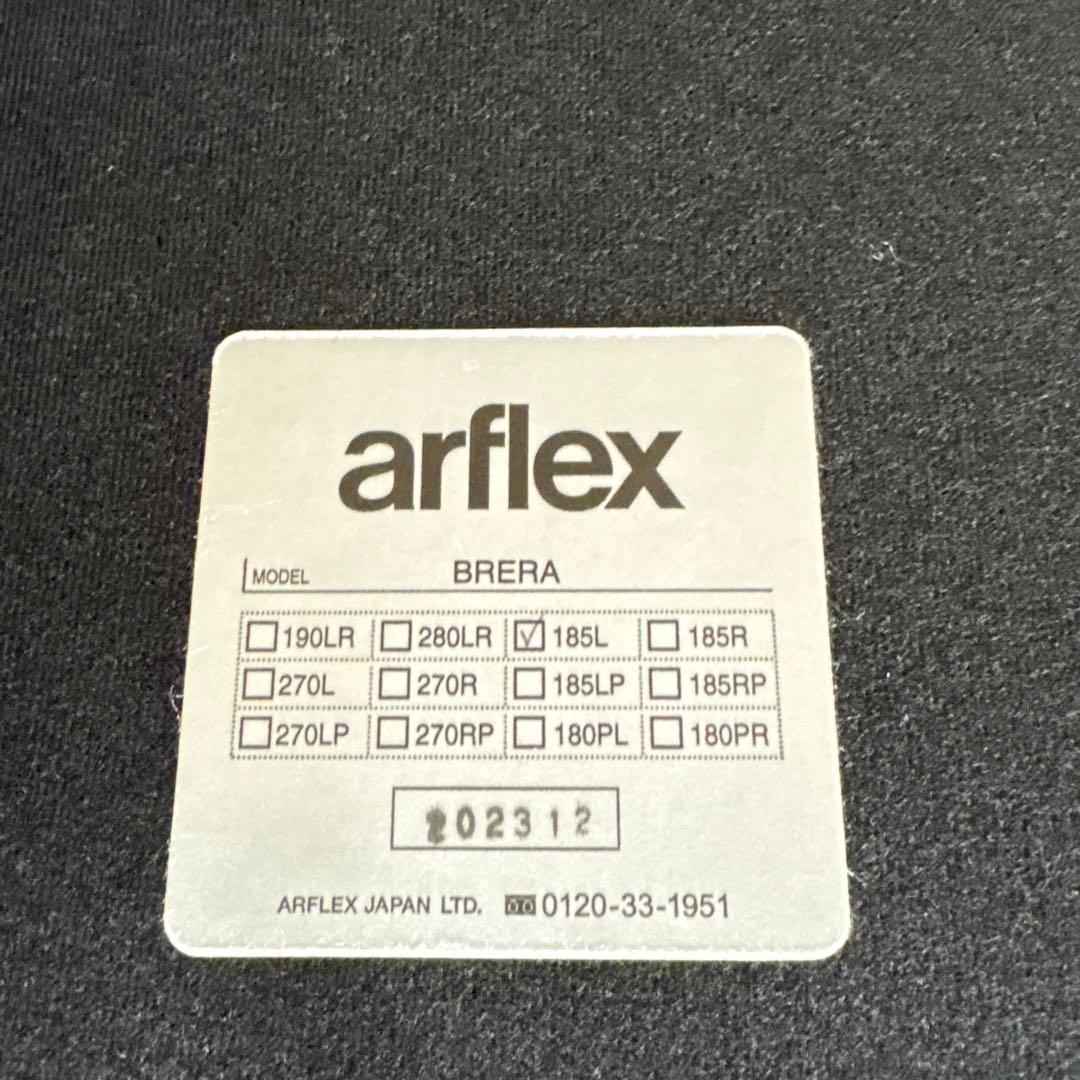 arflex
MODEL BRERA
☐190LR ☐280LR ☑185L ☐185R
☐270L ☐270R ☐185LP ☐185RP
☐270LP ☐270RP ☐180PL ☐180PR
202312
ARFLEX JAPAN LTD. 0120-33-1951